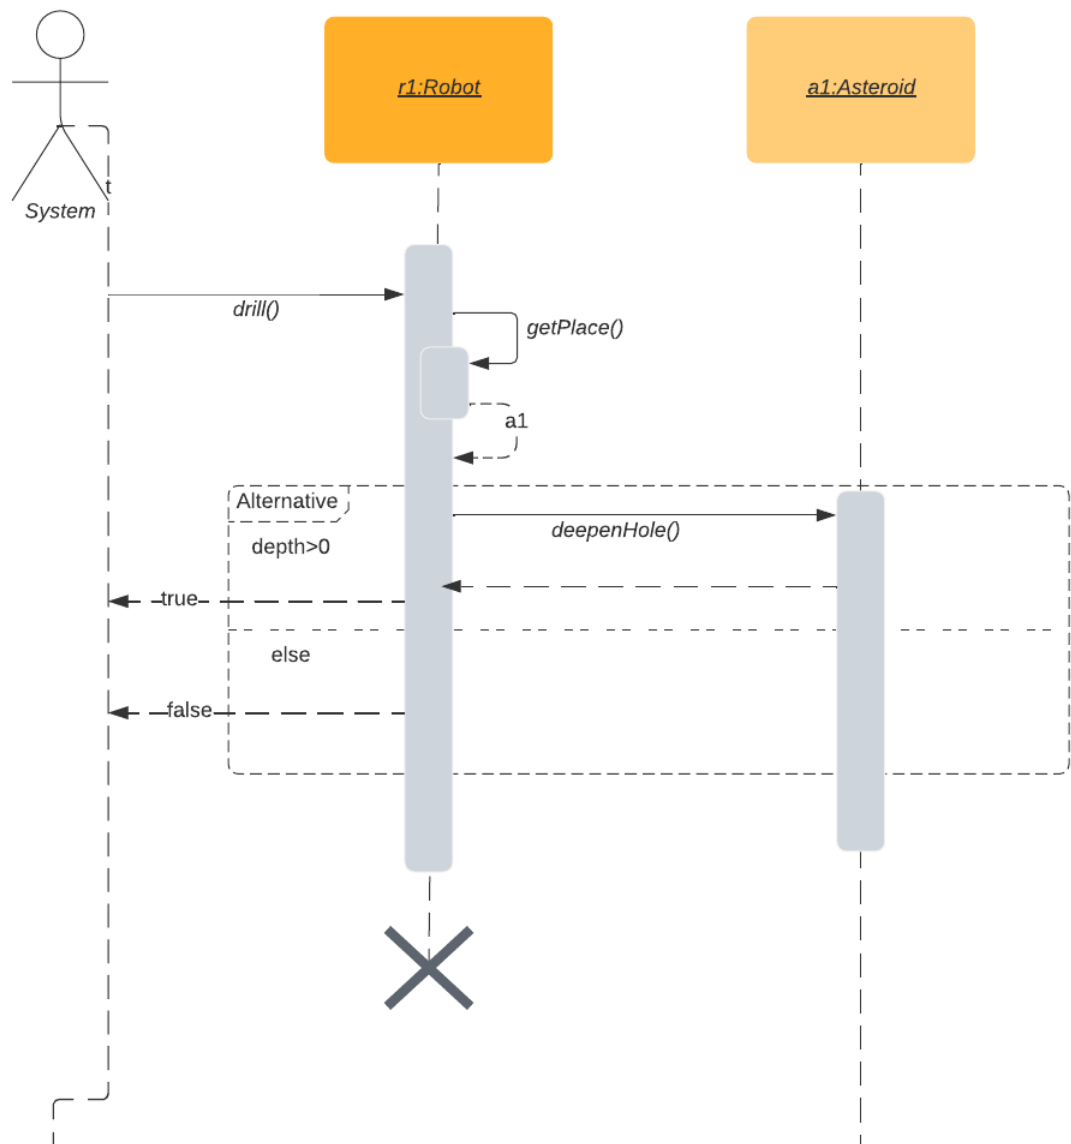 r1:Robot
a1:Asteroid
t
System
drill()
getPlace()
a1
Alternative
deepenHole()
depth>0
true
else
false